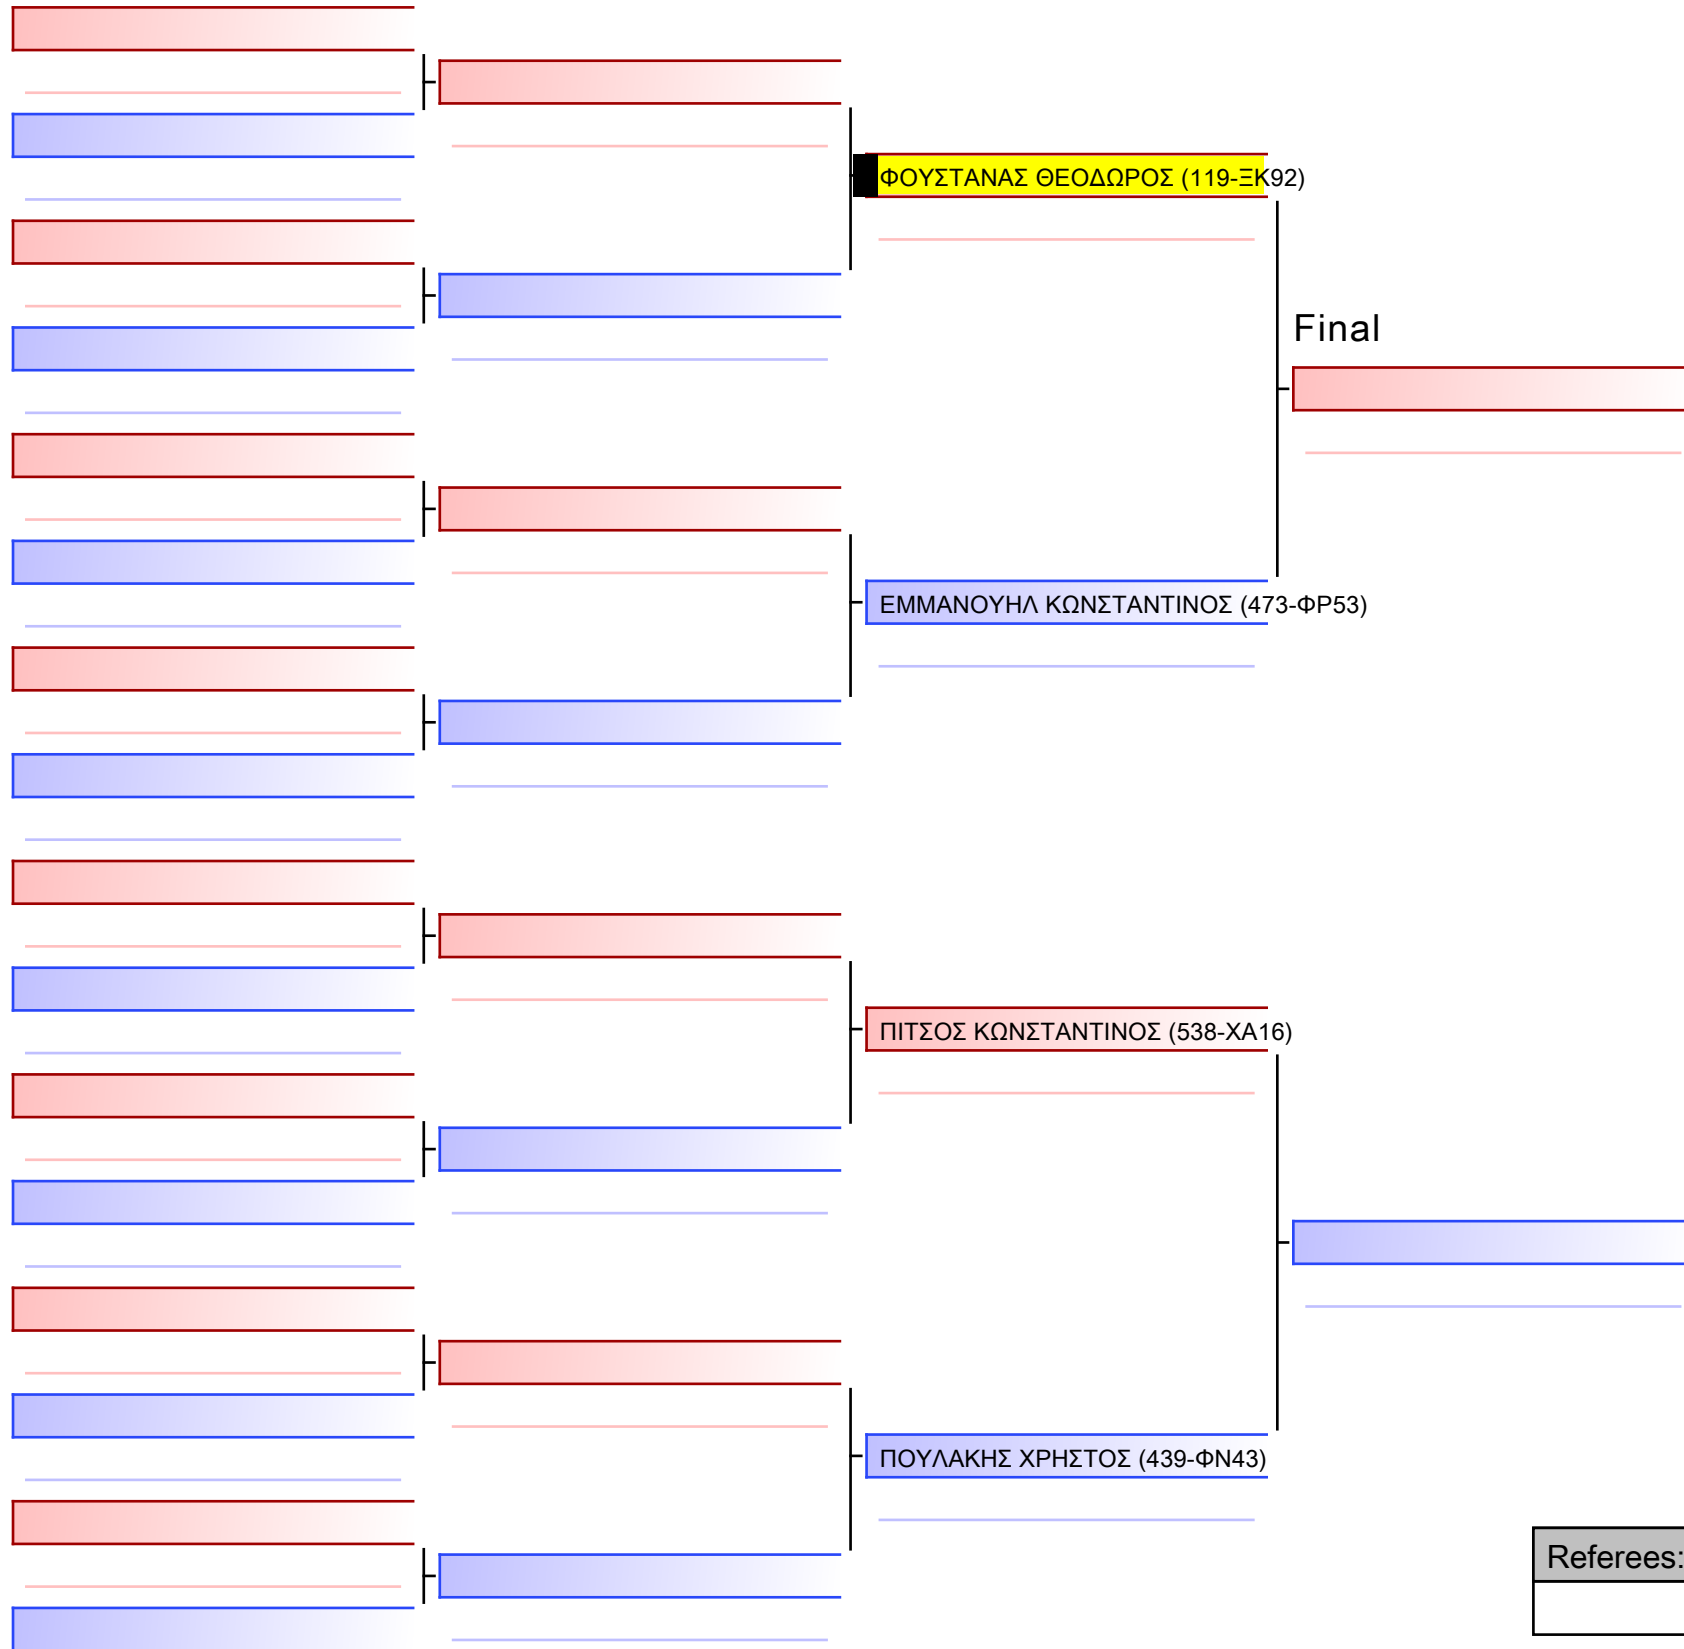 ΦΟΥΣΤΑΝΑΣ ΘΕΟΔΩΡΟΣ (119-ΞΚ92)
Final
ΕΜΜΑΝΟΥΗΛ ΚΩΝΣΤΑΝΤΙΝΟΣ (473-ΦΡ53)
ΠΙΤΣΟΣ ΚΩΝΣΤΑΝΤΙΝΟΣ (538-ΧΑ16)
ΠΟΥΛΑΚΗΣ ΧΡΗΣΤΟΣ (439-ΦΝ43)
Referees: